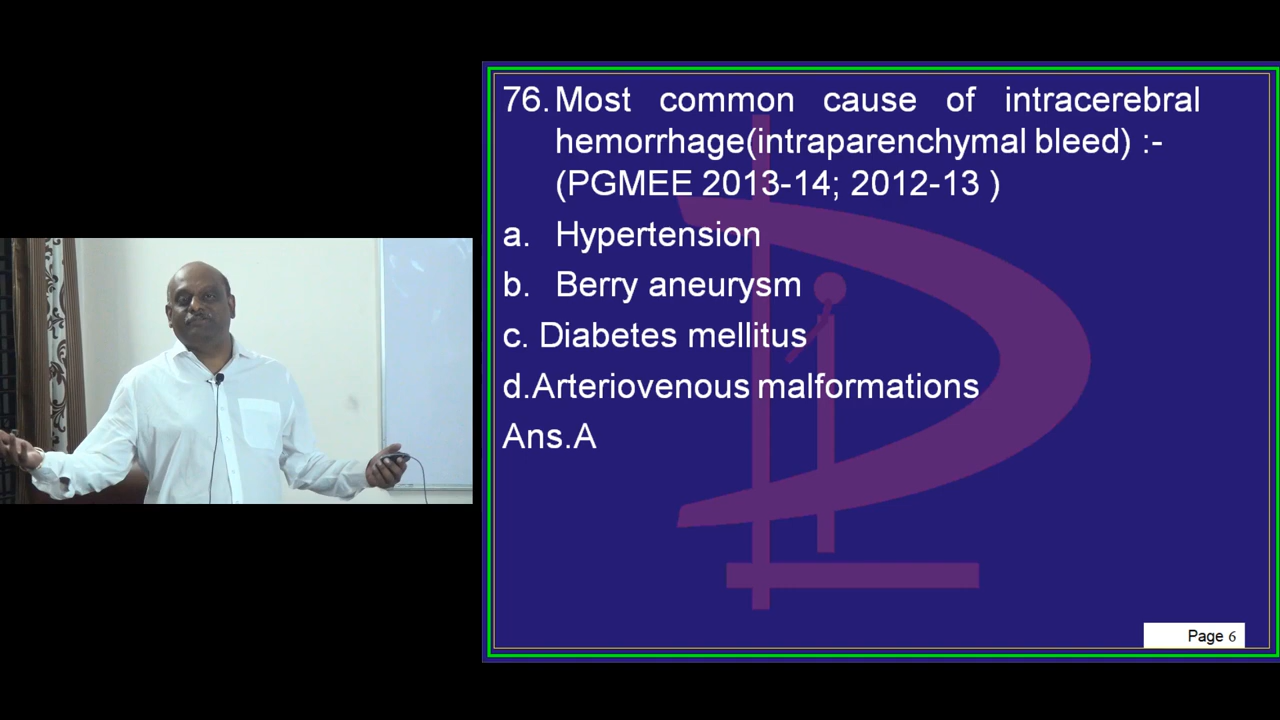 76. Most common cause of intracerebral
hemorrhage(intraparenchymal bleed) :-
(PGMEE 2013-14; 2012-13 )
a. Hypertension
b. Berry aneurysm
c. Diabetes mellitus
d.Arteriovenous malformations
Ans.A
Page 6